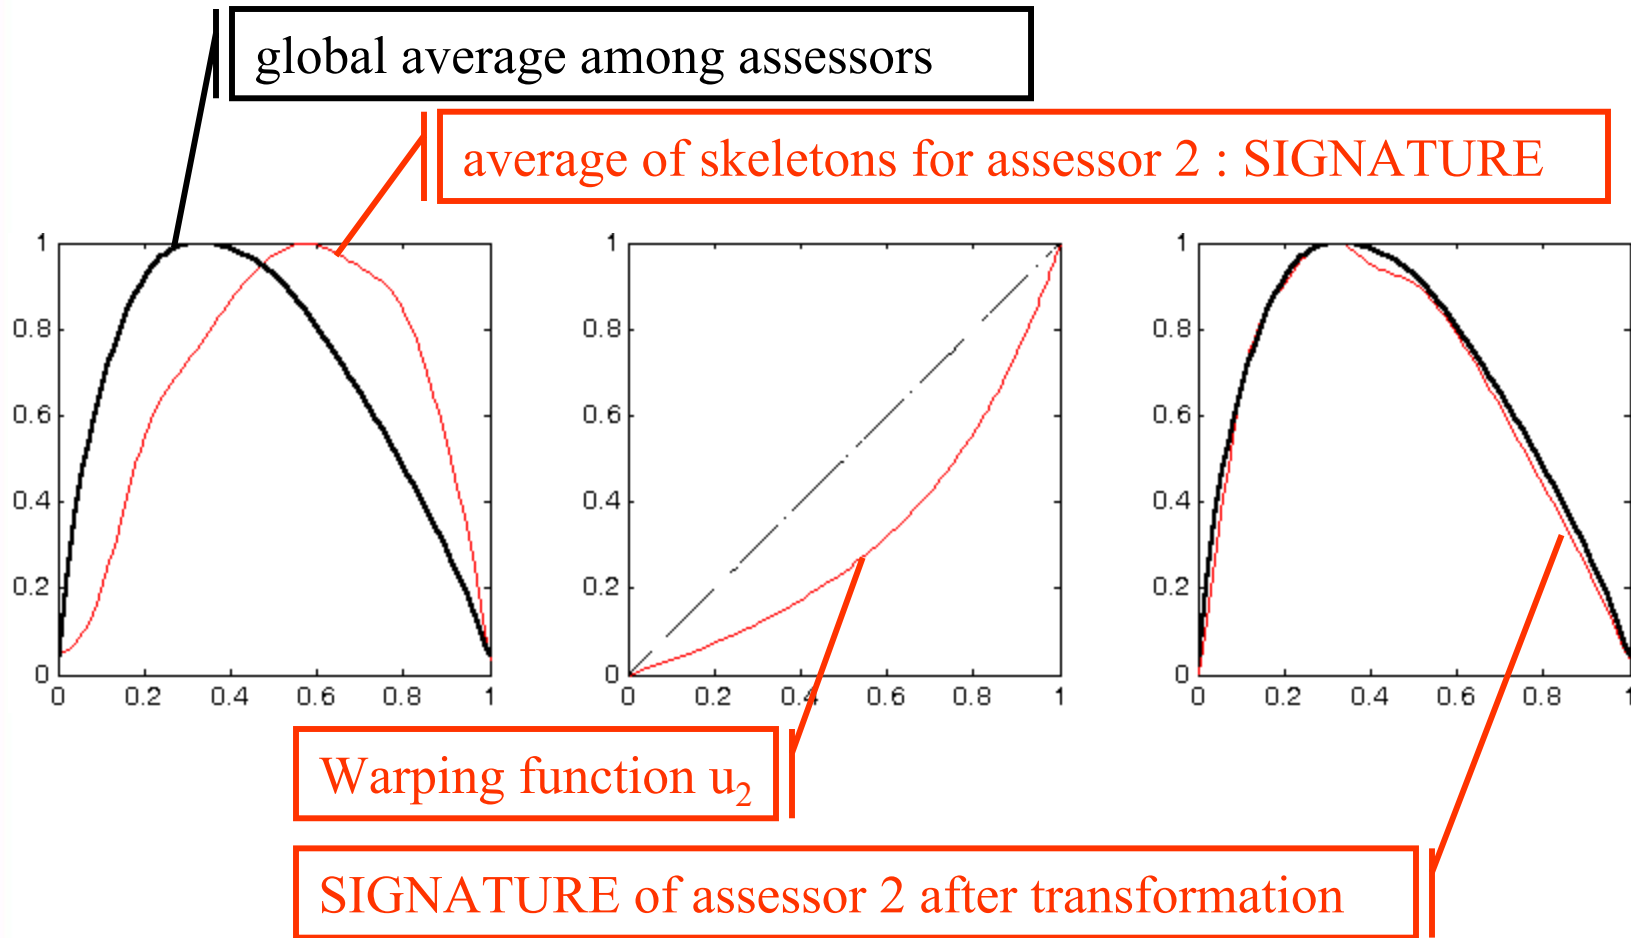 global average among assessors
average of skeletons for assessor 2 : SIGNATURE
1
0.8
0.6
0.4
0.2
0
0 0.2 0.4 0.6 0.8 1
1
0.8
0.6
0.4
0.2
0
0 0.2 0.4 0.6 0.8 1
1
0.8
0.6
0.4
0.2
0
0 0.2 0.4 0.6 0.8 1
Warping function u₂
SIGNATURE of assessor 2 after transformation